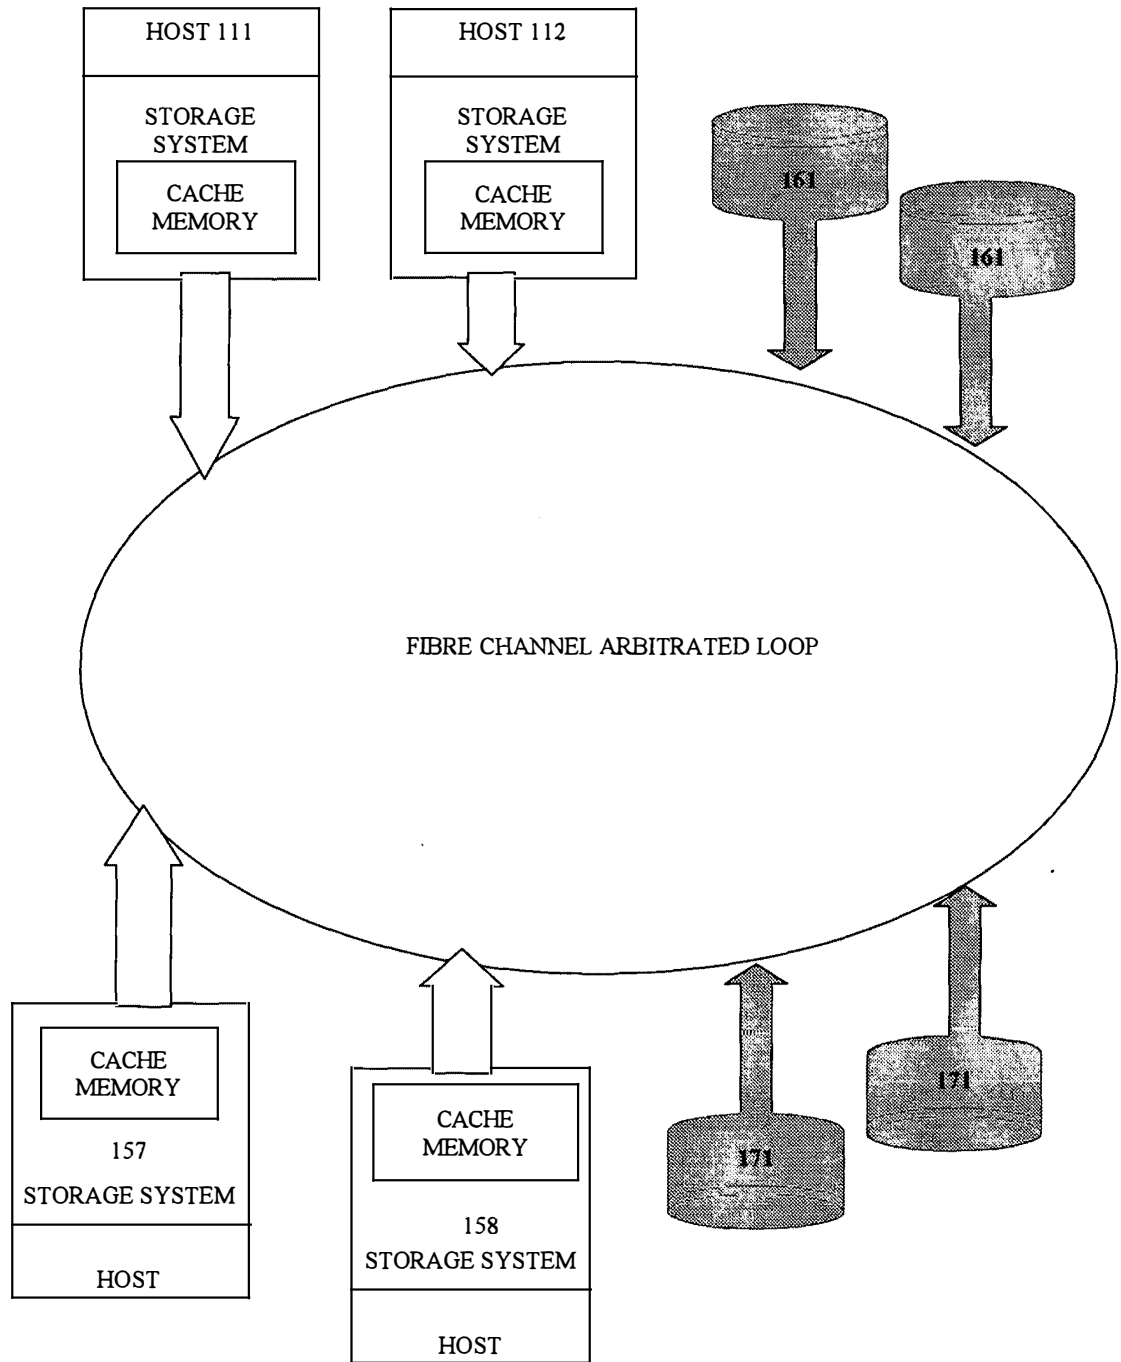 HOST 111
STORAGE
SYSTEM
CACHE
MEMORY
HOST 112
STORAGE
SYSTEM
CACHE
MEMORY
161
161
FIBRE CHANNEL ARBITRATED LOOP
CACHE
MEMORY
157
STORAGE SYSTEM
HOST
CACHE
MEMORY
158
STORAGE SYSTEM
HOST
171
171